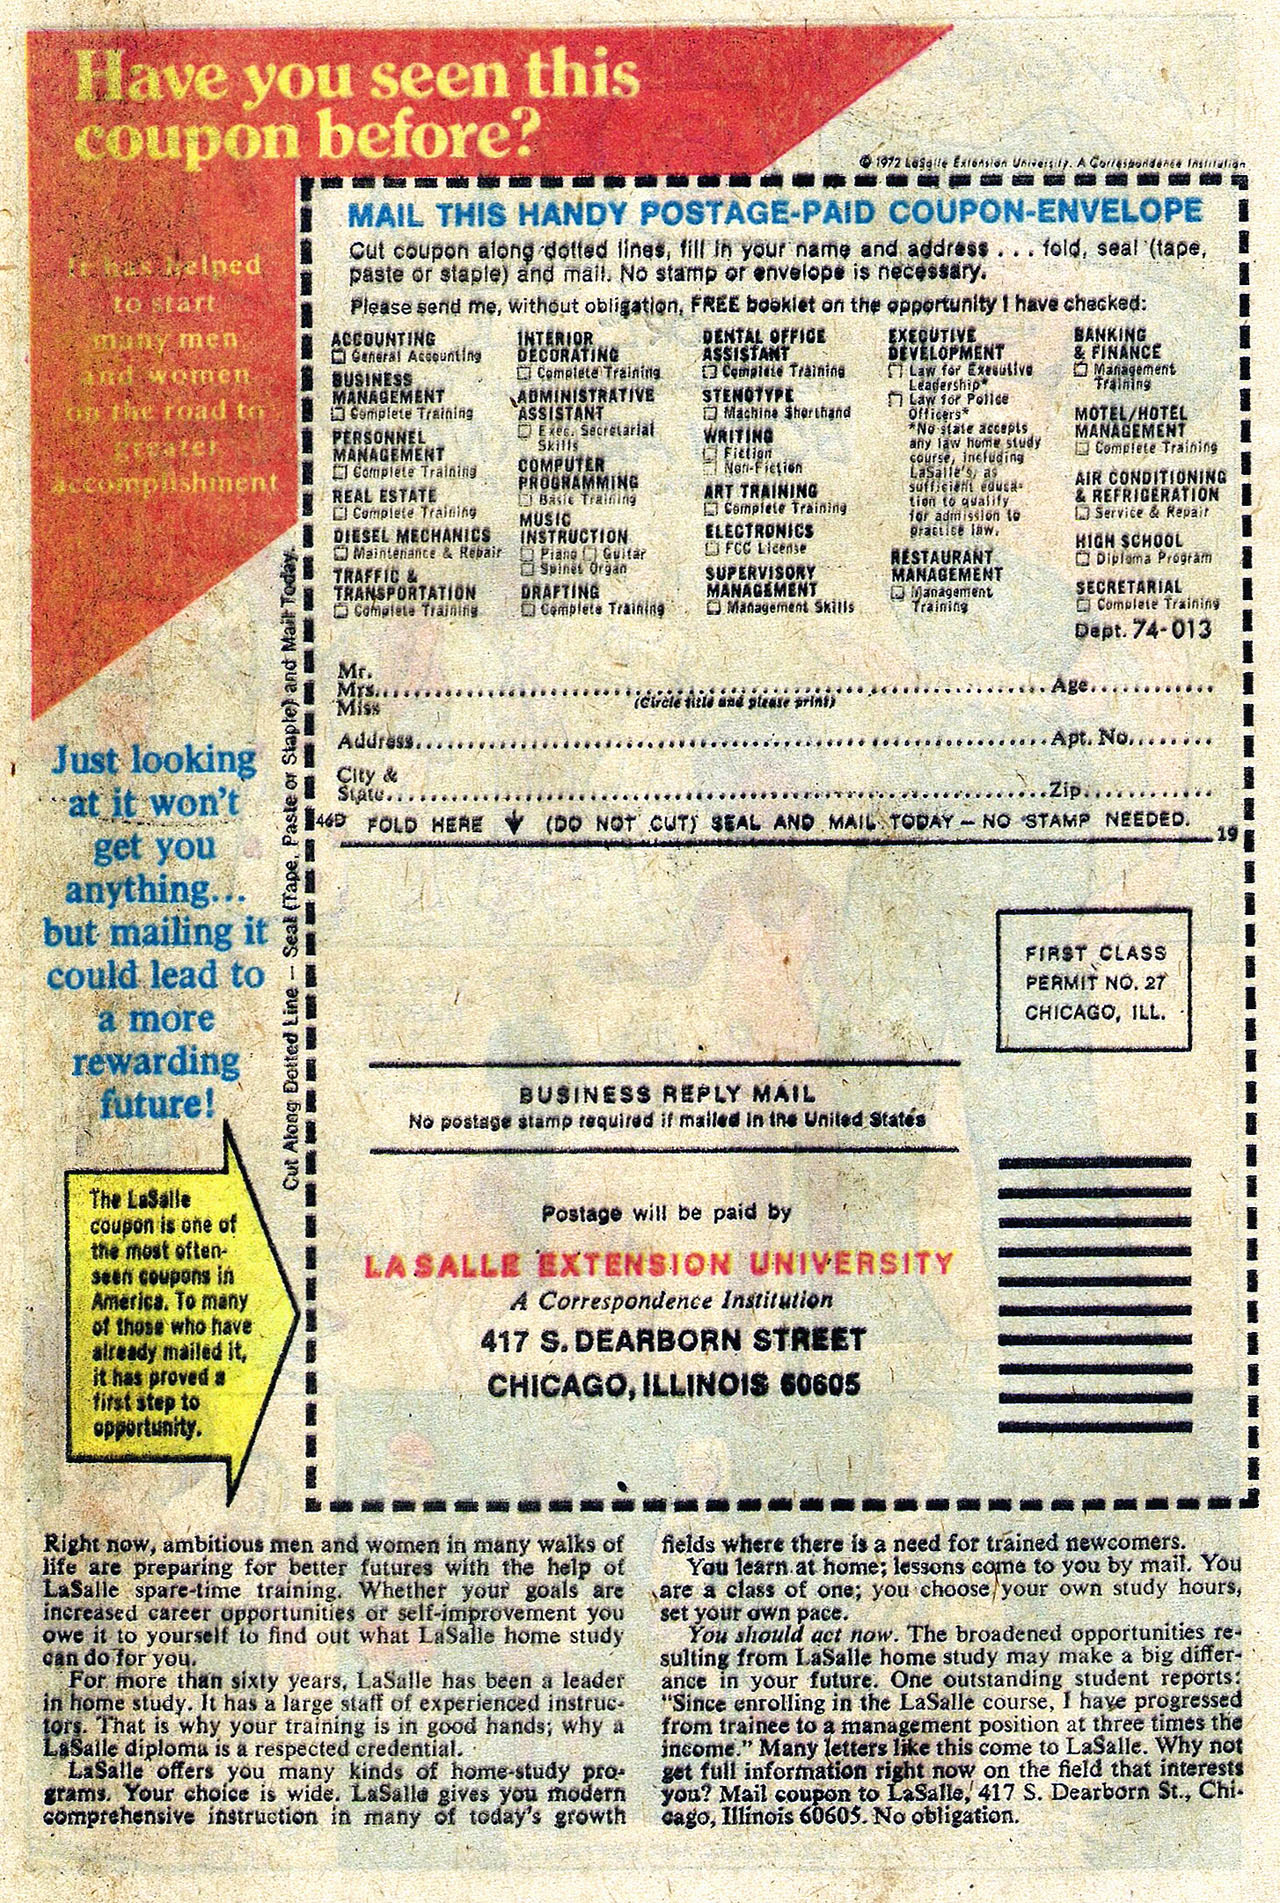 Have you seen this
coupon before?
It has helped
to start
many men
and women
on the road to
greater
accomplishment
© 1972 LaSalle Extension University. A Correspondence Institution
MAIL THIS HANDY POSTAGE-PAID COUPON-ENVELOPE
Cut coupon along dotted lines, fill in your name and address . . . fold, seal (tape,
paste or staple) and mail. No stamp or envelope is necessary.
Please send me, without obligation, FREE booklet on the opportunity I have checked:
ACCOUNTING
☐ General Accounting
BUSINESS
MANAGEMENT
☐ Complete Training
PERSONNEL
MANAGEMENT
☐ Complete Training
REAL ESTATE
☐ Complete Training
DIESEL MECHANICS
☐ Maintenance & Repair
TRAFFIC &
TRANSPORTATION
☐ Complete Training
INTERIOR
DECORATING
☐ Complete Training
ADMINISTRATIVE
ASSISTANT
☐ Exec. Secretarial
Skills
COMPUTER
PROGRAMMING
☐ Basic Training
MUSIC
INSTRUCTION
☐ Piano ☐ Guitar
☐ Spinet Organ
DRAFTING
☐ Complete Training
DENTAL OFFICE
ASSISTANT
☐ Complete Training
STENOTYPE
☐ Machine Shorthand
WRITING
☐ Fiction
☐ Non-Fiction
ART TRAINING
☐ Complete Training
ELECTRONICS
☐ FCC License
SUPERVISORY
MANAGEMENT
☐ Management Skills
EXECUTIVE
DEVELOPMENT
☐ Law for Executive
Leadership*
☐ Law for Police
Officers*
*No state accepts
any law home study
course, including
LaSalle's, as
sufficient educa-
tion to qualify
for admission to
practice law.
RESTAURANT
MANAGEMENT
☐ Management
Training
BANKING
& FINANCE
☐ Management
Training
MOTEL/HOTEL
MANAGEMENT
☐ Complete Training
AIR CONDITIONING
& REFRIGERATION
☐ Service & Repair
HIGH SCHOOL
☐ Diploma Program
SECRETARIAL
☐ Complete Training
Dept. 74-013
Mr.
Mrs. Age
Miss (Circle title and please print)
Address Apt. No.
City &
State Zip
46D FOLD HERE ↓ (DO NOT CUT) SEAL AND MAIL TODAY – NO STAMP NEEDED. 19
Cut Along Dotted Line – Seal (Tape, Paste or Staple) and Mail Today.
Just looking
at it won't
get you
anything...
but mailing it
could lead to
a more
rewarding
future!
The LaSalle
coupon is one of
the most often-
seen coupons in
America. To many
of those who have
already mailed it,
it has proved a
first step to
opportunity.
FIRST CLASS
PERMIT NO. 27
CHICAGO, ILL.
BUSINESS REPLY MAIL
No postage stamp required if mailed in the United States
Postage will be paid by
LA SALLE EXTENSION UNIVERSITY
A Correspondence Institution
417 S. DEARBORN STREET
CHICAGO, ILLINOIS 60605
Right now, ambitious men and women in many walks of
life are preparing for better futures with the help of
LaSalle spare-time training. Whether your goals are
increased career opportunities or self-improvement you
owe it to yourself to find out what LaSalle home study
can do for you.
For more than sixty years, LaSalle has been a leader
in home study. It has a large staff of experienced instruc-
tors. That is why your training is in good hands; why a
LaSalle diploma is a respected credential.
LaSalle offers you many kinds of home-study pro-
grams. Your choice is wide. LaSalle gives you modern
comprehensive instruction in many of today's growth
fields where there is a need for trained newcomers.
You learn at home; lessons come to you by mail. You
are a class of one; you choose your own study hours,
set your own pace.
You should act now. The broadened opportunities re-
sulting from LaSalle home study may make a big differ-
ance in your future. One outstanding student reports:
"Since enrolling in the LaSalle course, I have progressed
from trainee to a management position at three times the
income." Many letters like this come to LaSalle. Why not
get full information right now on the field that interests
you? Mail coupon to LaSalle, 417 S. Dearborn St., Chi-
cago, Illinois 60605. No obligation.